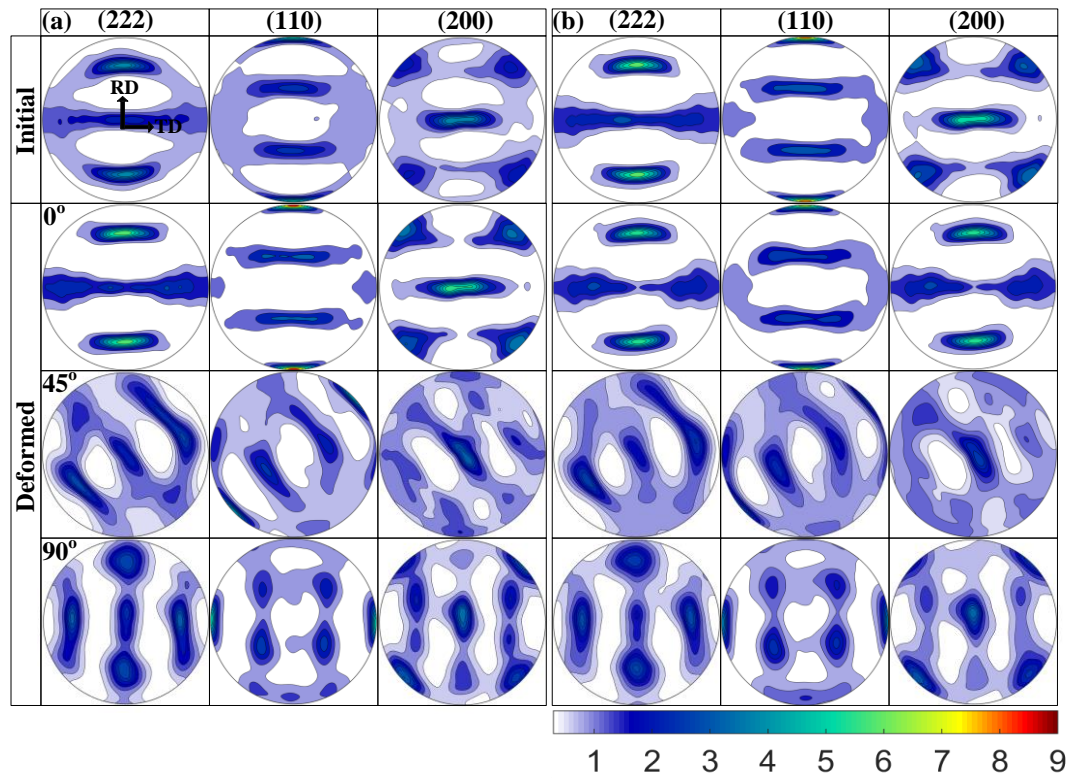 (a) (222) (110) (200) (b) (222) (110) (200)
Initial
RD
TD
0°
Deformed
45°
90°
1 2 3 4 5 6 7 8 9